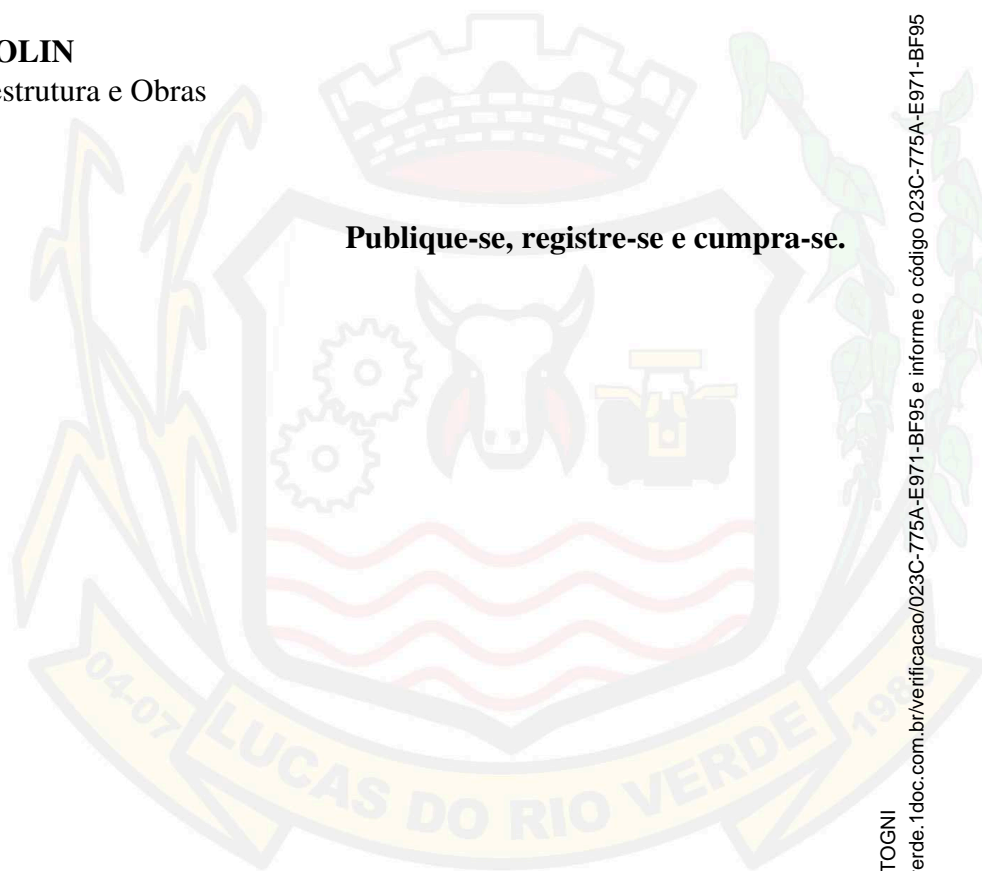 OLIN
estrutura e Obras
Publique-se, registre-se e cumpra-se.
04-07 LUCAS DO RIO VERDE 1988
TOGNI
erde.1doc.com.br/verificacao/023C-775A-E971-BF95 e informe o código 023C-775A-E971-BF95